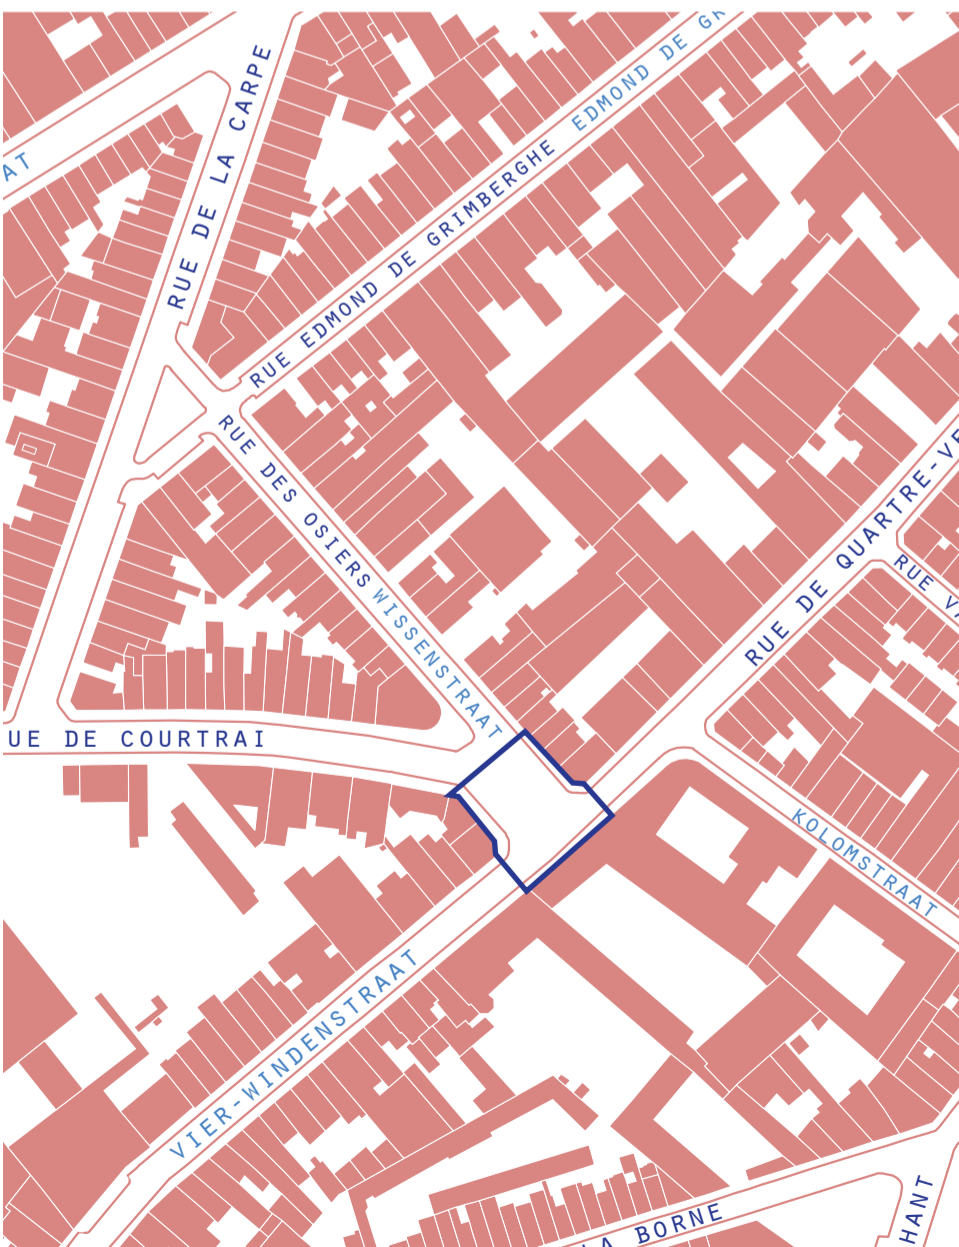 RUE DE LA CARPE
EDMOND DE GR
AT
RUE EDMOND DE GRIMBERGHE
RUE DES OSIERS WISSENSTRAAT
RUE DE QUARTRE-VE
RUE VA
UE DE COURTRAI
KOLOMSTRAAT
VIER-WINDENSTRAAT
LA BORNE
HANT